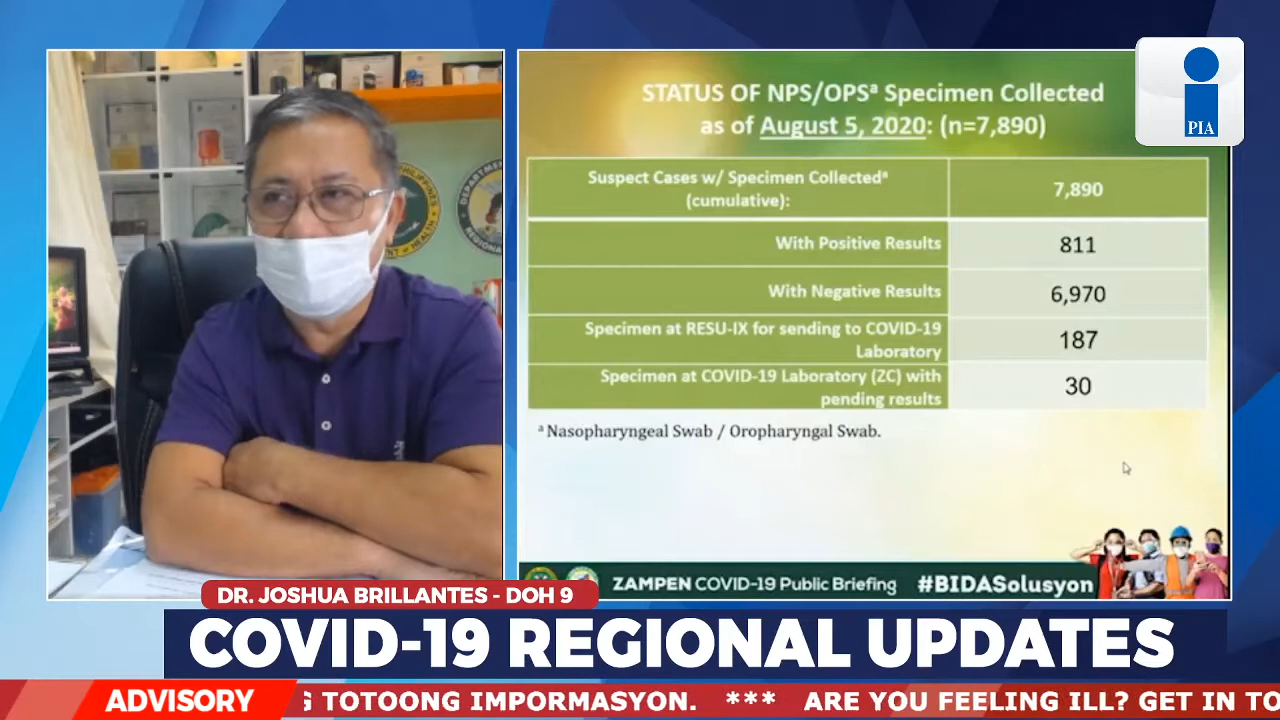 PIA
STATUS OF NPS/OPSª Specimen Collected
as of August 5, 2020: (n=7,890)
Suspect Cases w/ Specimen Collectedª
(cumulative):
7,890
With Positive Results
811
With Negative Results
6,970
Specimen at RESU-IX for sending to COVID-19
Laboratory
187
Specimen at COVID-19 Laboratory (ZC) with
pending results
30
ª Nasopharyngeal Swab / Oropharyngal Swab.
ZAMPEN COVID-19 Public Briefing #BIDASolusyon
DR. JOSHUA BRILLANTES - DOH 9
COVID-19 REGIONAL UPDATES
ADVISORY
G TOTOONG IMPORMASYON. *** ARE YOU FEELING ILL? GET IN TO